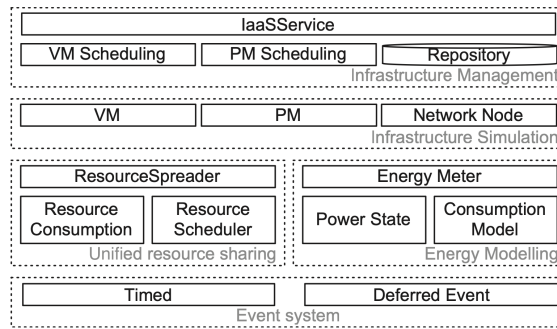 IaaSService
VM Scheduling
PM Scheduling
Repository
Infrastructure Management
VM
PM
Network Node
Infrastructure Simulation
ResourceSpreader
Resource
Consumption
Resource
Scheduler
Unified resource sharing
Energy Meter
Power State
Consumption
Model
Energy Modelling
Timed
Deferred Event
Event system